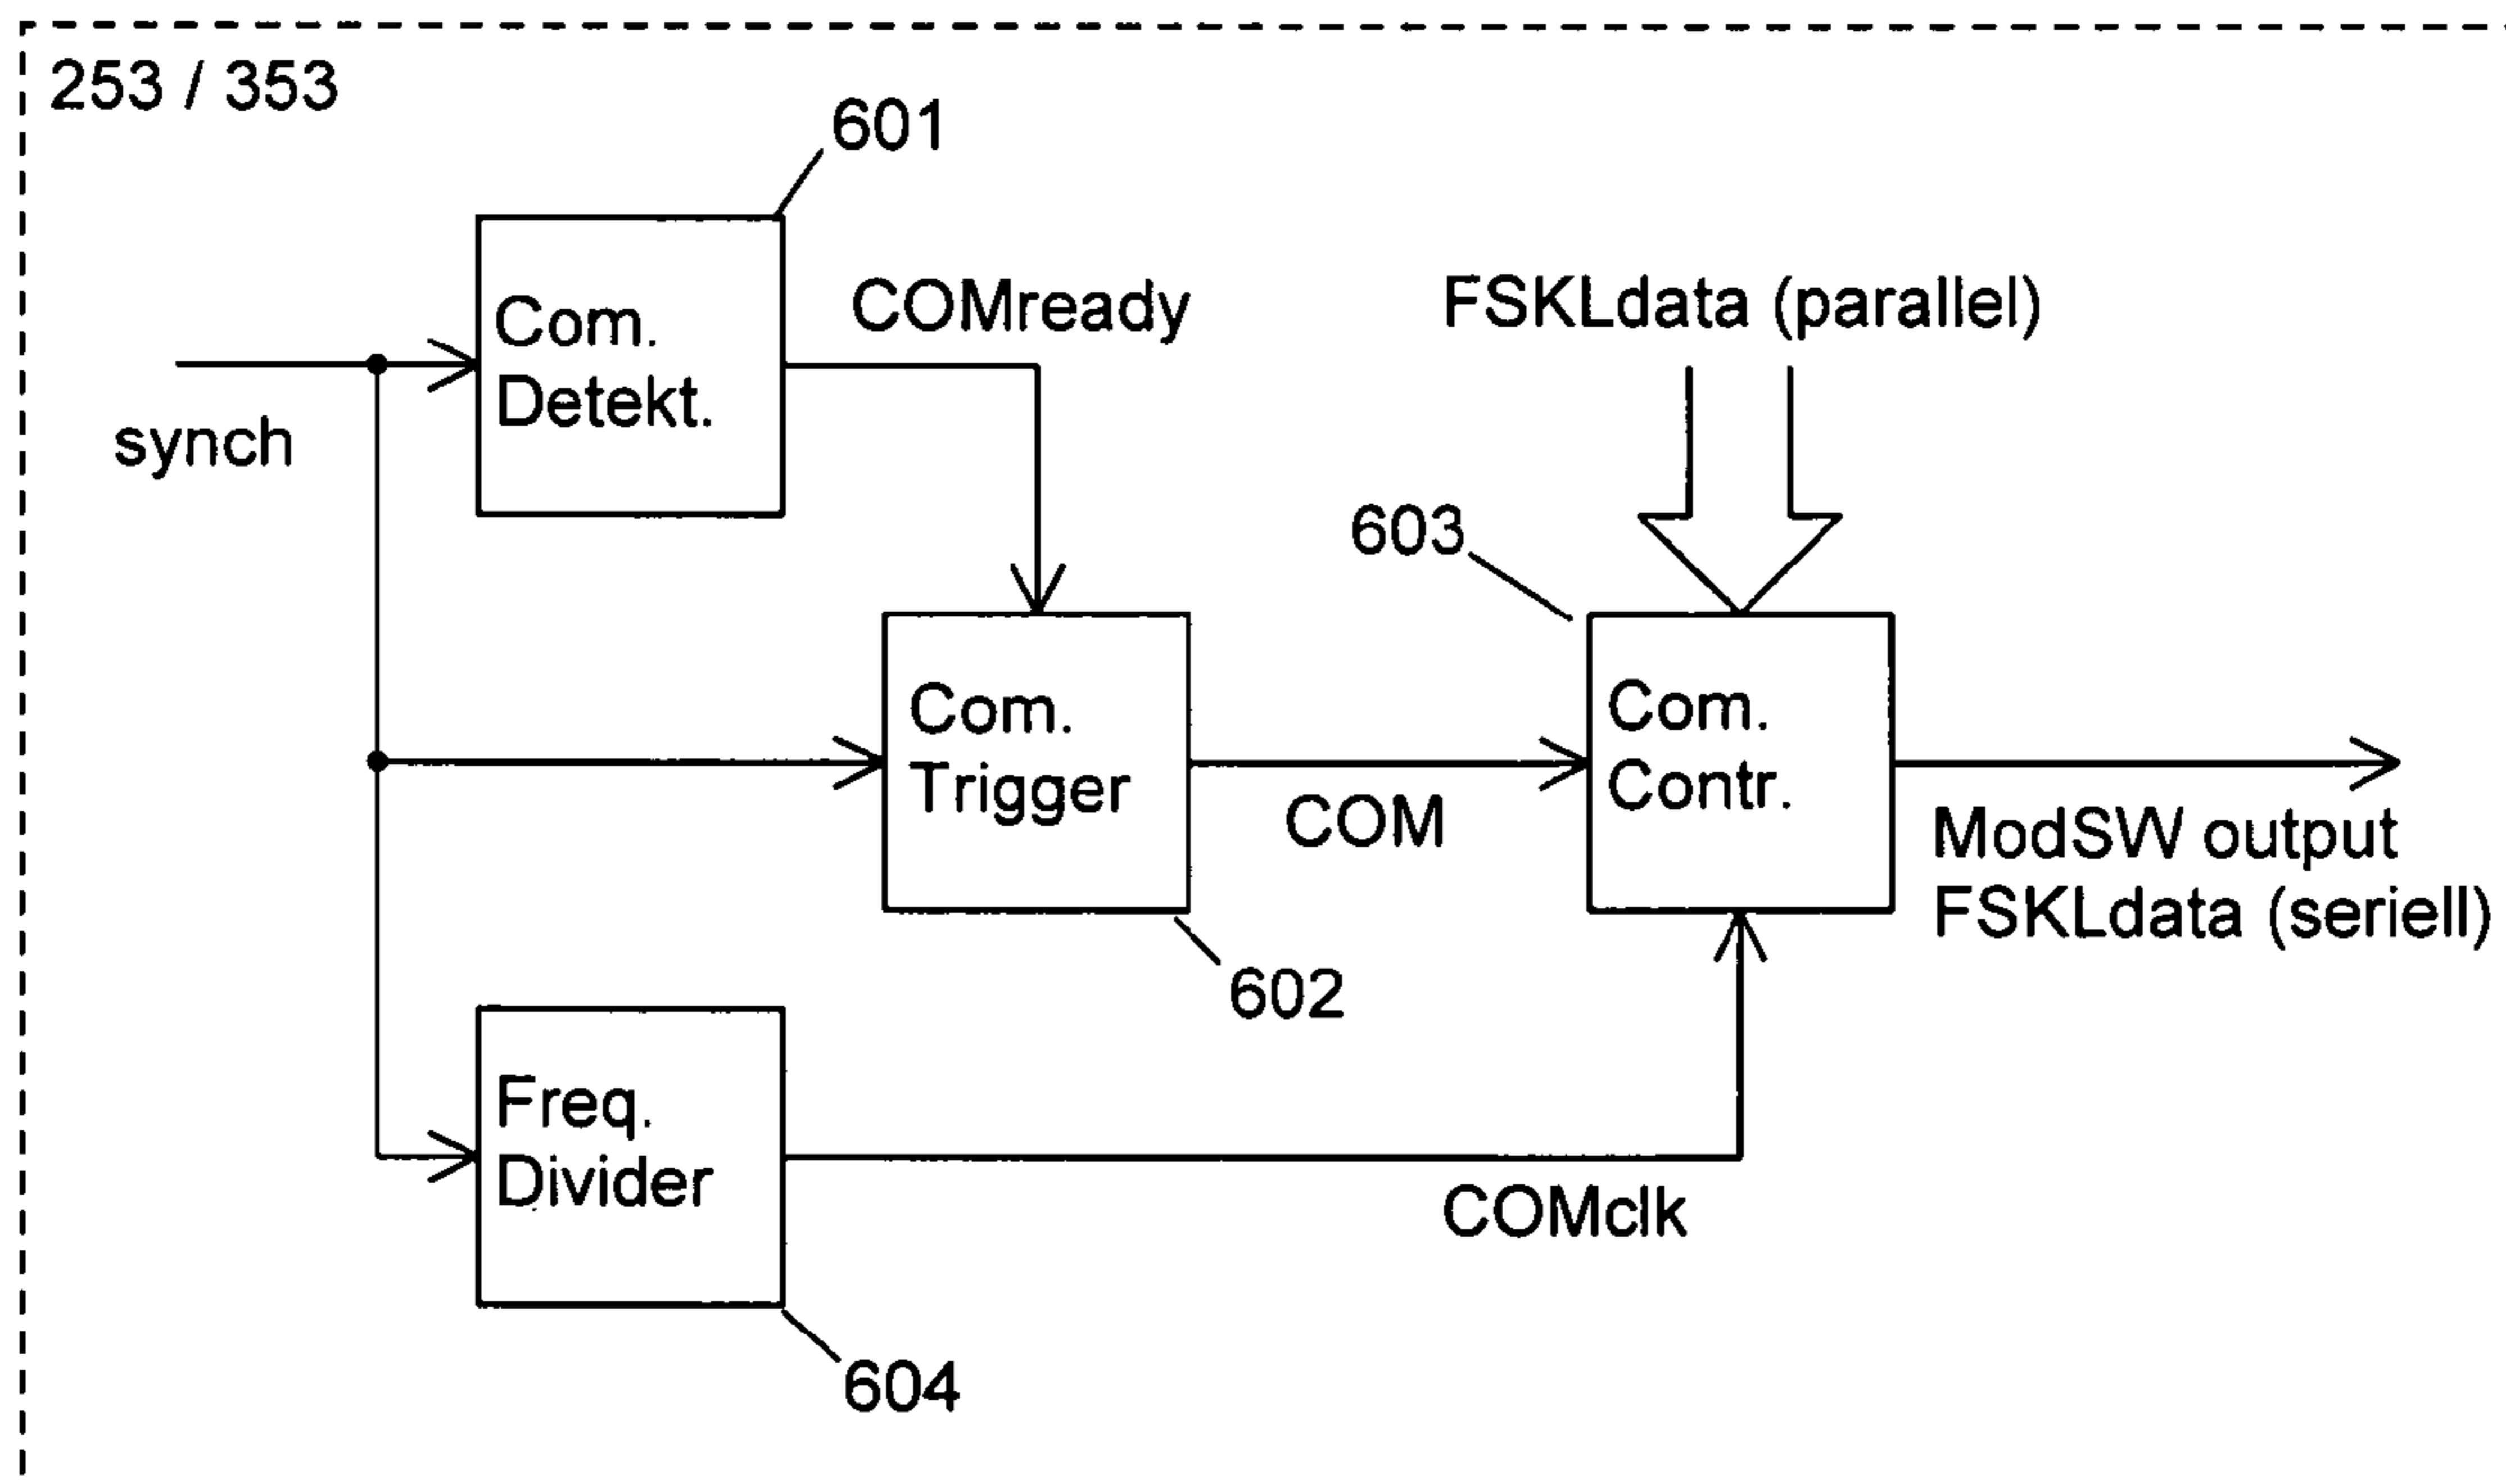 253 / 353
601
Com.
Detekt.
COMready
FSKLdata (parallel)
synch
603
Com.
Trigger
COM
Com.
Contr.
ModSW output
FSKLdata (seriell)
602
Freq.
Divider
COMclk
604